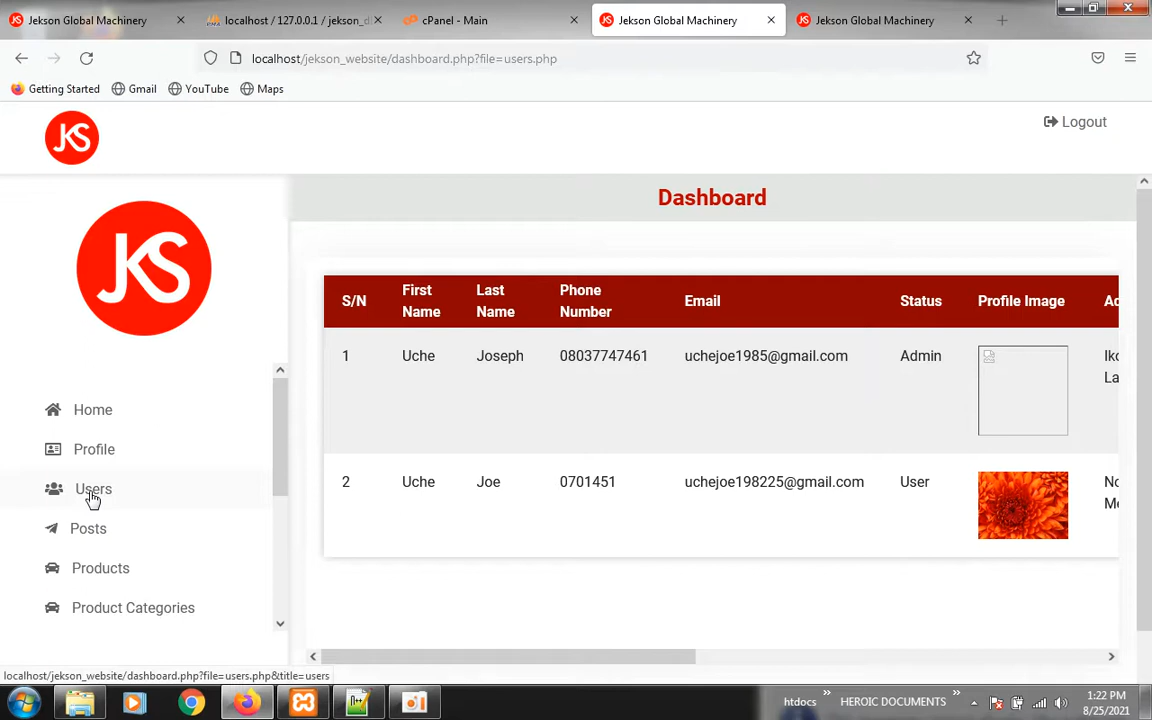 Jekson Global Machinery
localhost / 127.0.0.1 / jekson_d
cPanel - Main
Jekson Global Machinery
Jekson Global Machinery
localhost/jekson_website/dashboard.php?file=users.php
Getting Started
Gmail
YouTube
Maps
JKS
Logout
JKS
Dashboard
S/N
First Name
Last Name
Phone Number
Email
Status
Profile Image
1
Uche
Joseph
08037747461
uchejoe1985@gmail.com
Admin
2
Uche
Joe
0701451
uchejoe198225@gmail.com
User
Home
Profile
Users
Posts
Products
Product Categories
localhost/jekson_website/dashboard.php?file=users.php&title=users
htdocs
HEROIC DOCUMENTS
1:22 PM
8/25/2021